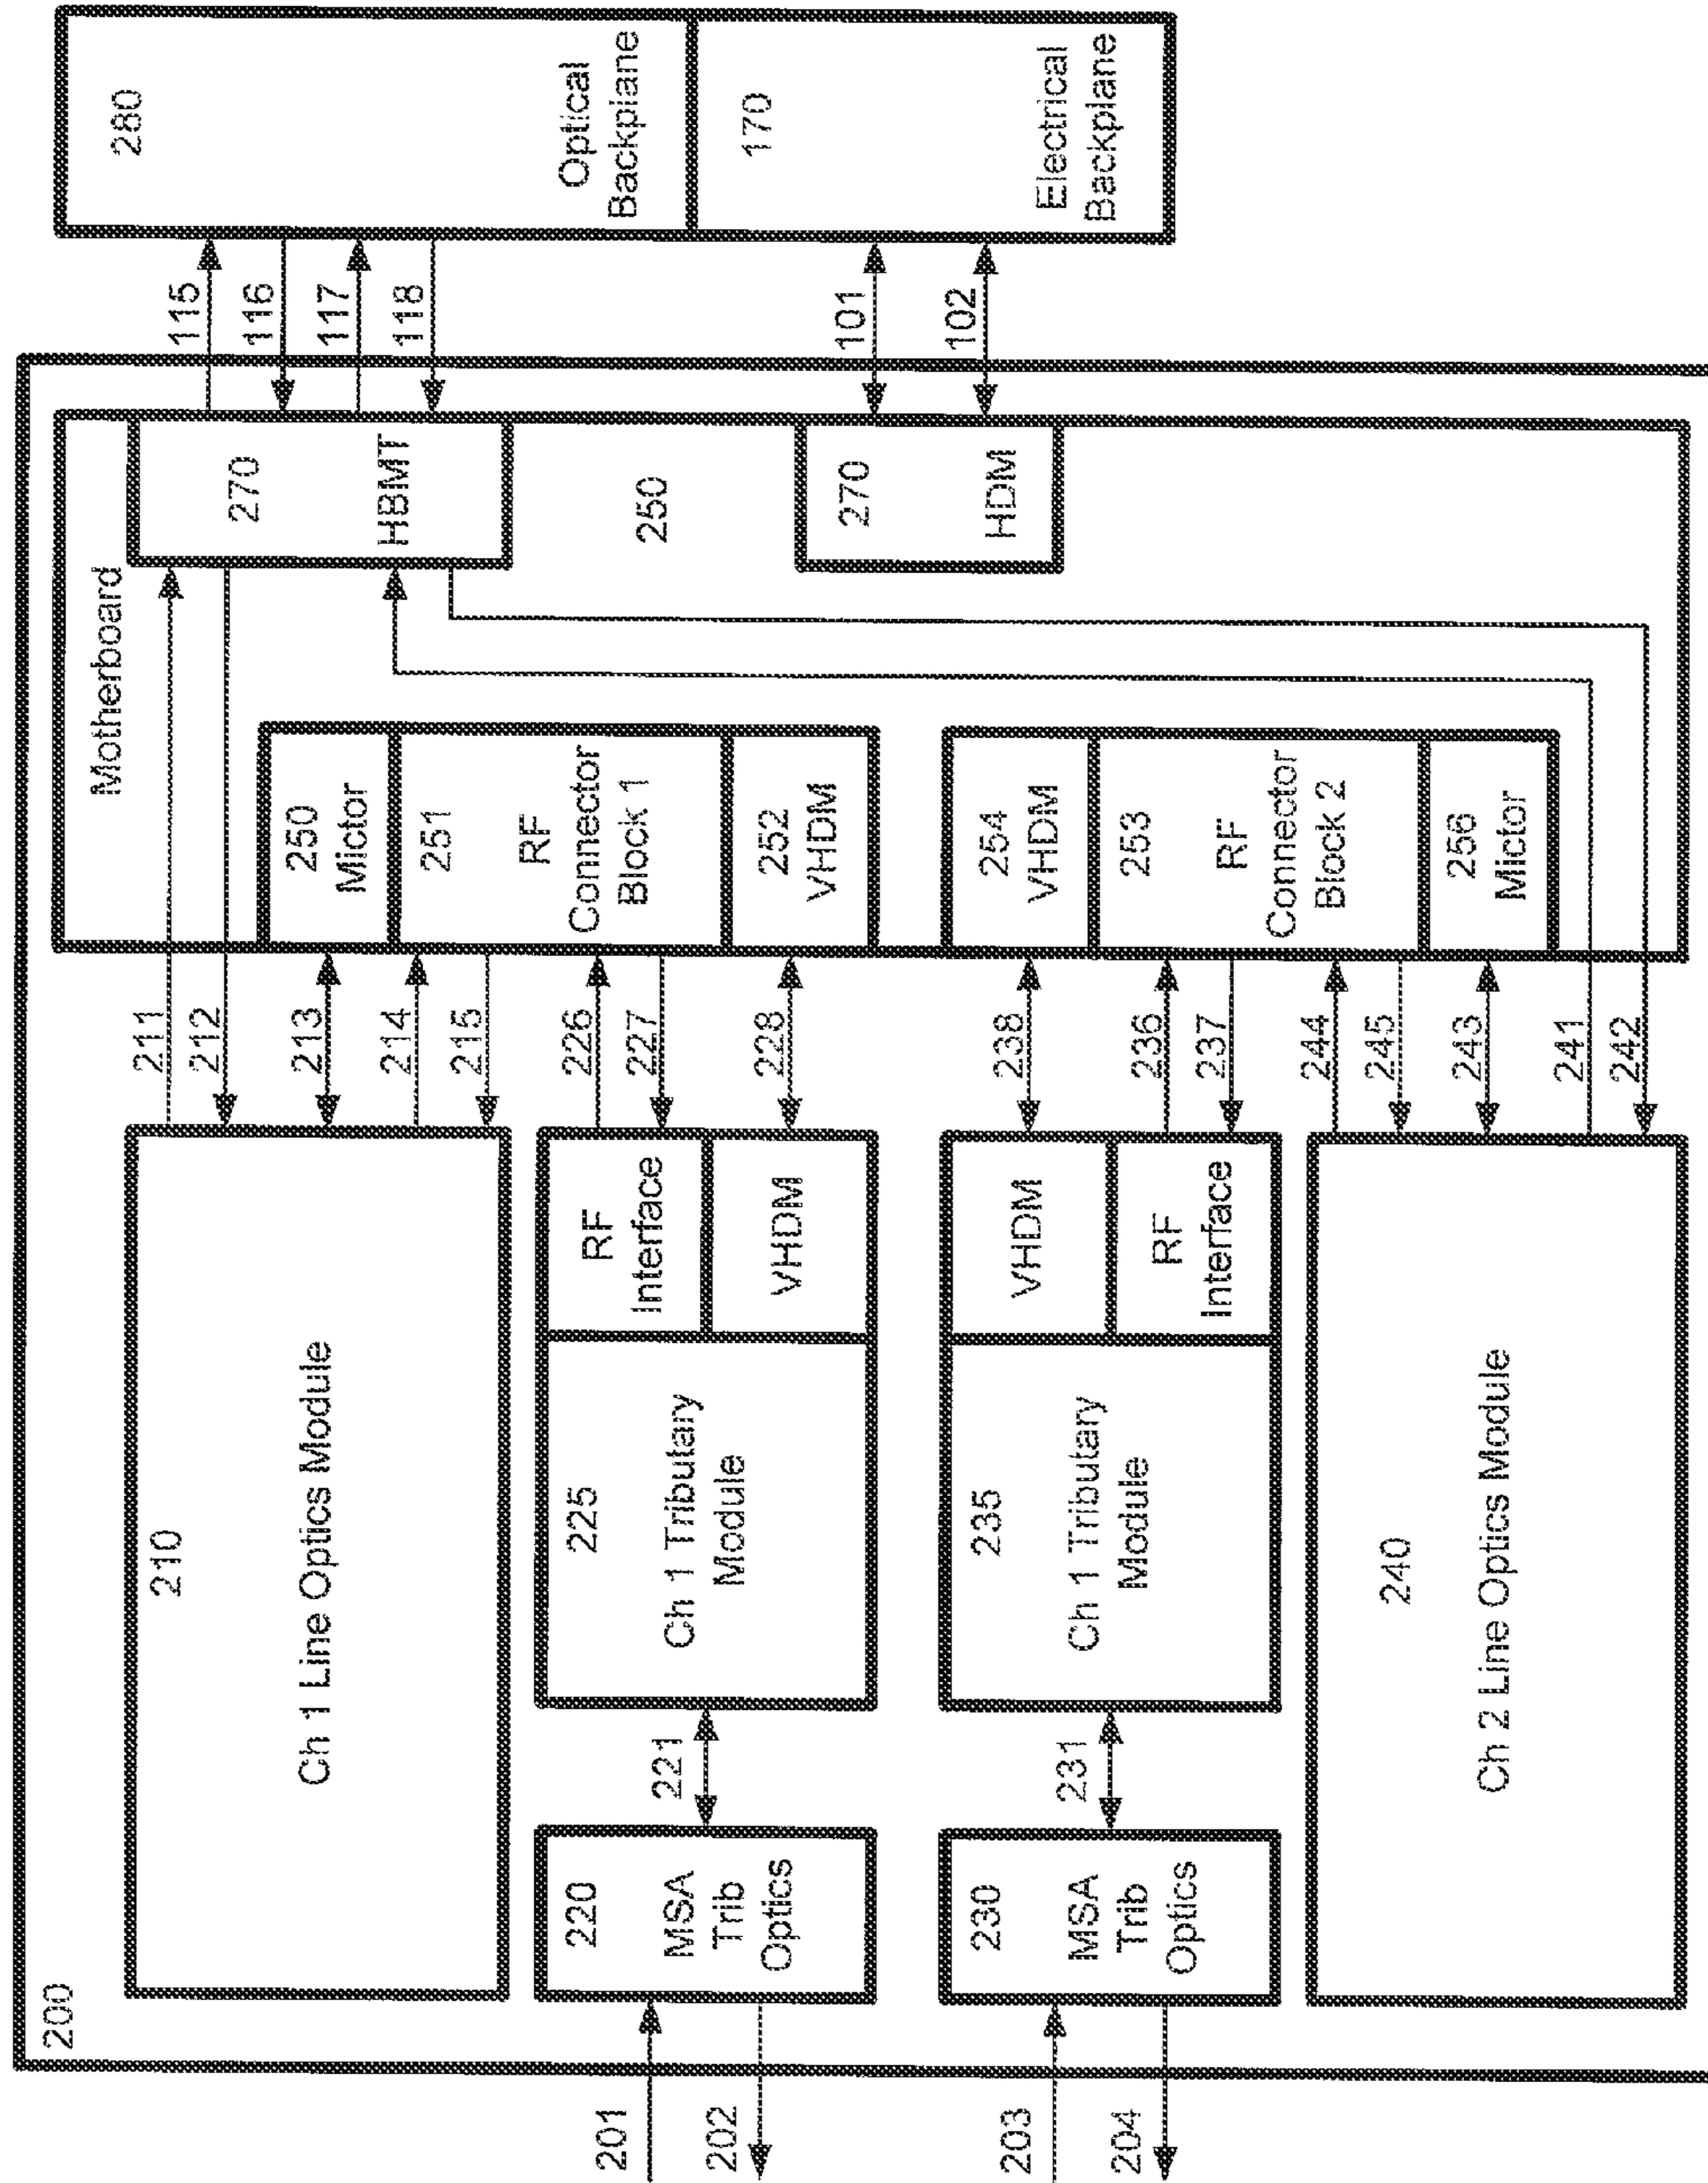 200
210
Ch 1 Line Optics Module
220
MSA
Trib
Optics
221
225
Ch 1 Tributary
Module
RF
Interface
VHDM
230
MSA
Trib
Optics
231
235
Ch 1 Tributary
Module
VHDM
RF
Interface
240
Ch 2 Line Optics Module
201
202
203
204
211
212
213
214
215
226
227
228
238
236
237
244
245
243
241
242
Motherboard
250
Mictor
251
RF
Connector
Block 1
252
VHDM
254
VHDM
253
RF
Connector
Block 2
256
Mictor
270
HBMT
250
270
HDM
115
116
117
118
101
102
280
Optical
Backplane
170
Electrical
Backplane